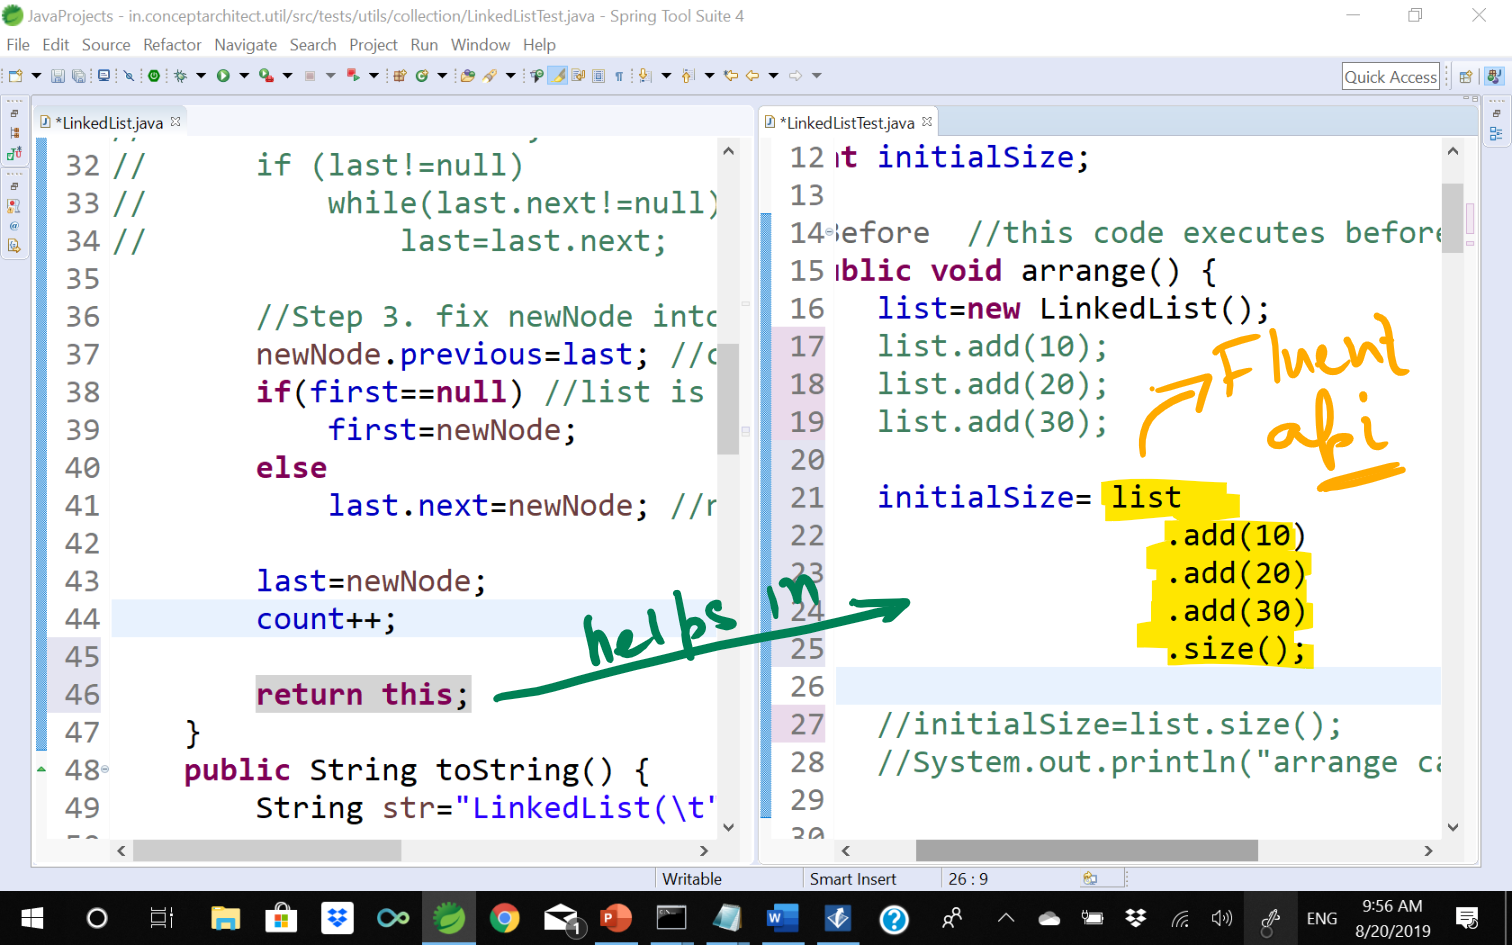 JavaProjects - in.conceptarchitect.util/src/tests/utils/collection/LinkedListTest.java - Spring Tool Suite 4
File Edit Source Refactor Navigate Search Project Run Window Help
Quick Access
*LinkedList.java
32 // if (last!=null)
33 // while(last.next!=null)
34 // last=last.next;
35
36 //Step 3. fix newNode into
37 newNode.previous=last; //c
38 if(first==null) //list is
39 first=newNode;
40 else
41 last.next=newNode; //r
42
43 last=newNode;
44 count++;
45
46 return this;
47 }
48 public String toString() {
49 String str="LinkedList(\t"
helps in
*LinkedListTest.java
12 nt initialSize;
13
14 Before //this code executes before
15 ublic void arrange() {
16 list=new LinkedList();
17 list.add(10);
18 list.add(20);
19 list.add(30);
20
21 initialSize= list
22 .add(10)
23 .add(20)
24 .add(30)
25 .size();
26
27 //initialSize=list.size();
28 //System.out.println("arrange ca
29
30
Fluent
api
Writable Smart Insert 26 : 9
1
ENG
9:56 AM
8/20/2019